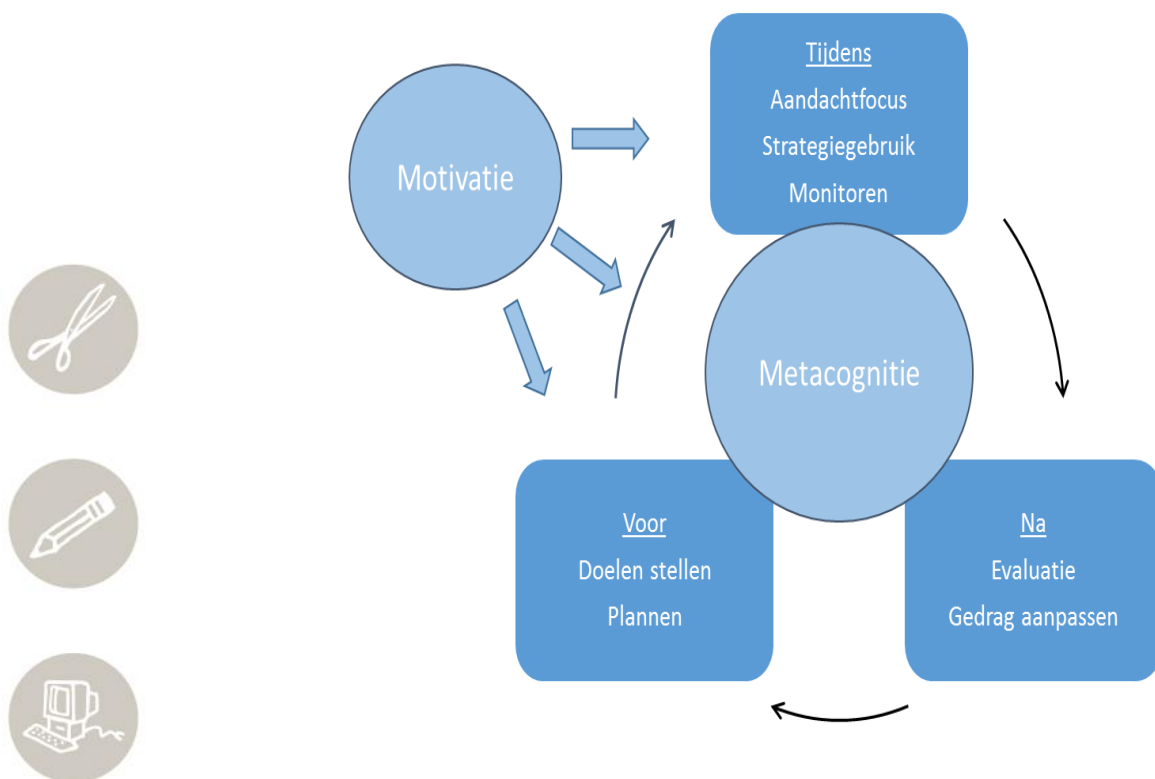 Motivatie
Tijdens
Aandachtfocus
Strategiegebruik
Monitoren
Metacognitie
Voor
Doelen stellen
Plannen
Na
Evaluatie
Gedrag aanpassen